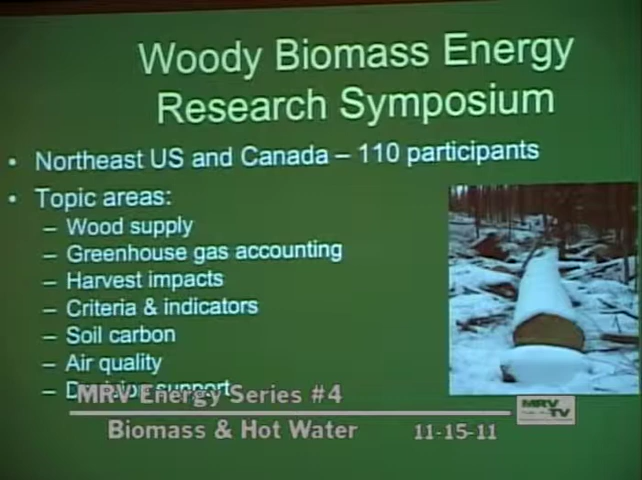 Woody Biomass Energy
Research Symposium
• Northeast US and Canada – 110 participants
• Topic areas:
– Wood supply
– Greenhouse gas accounting
– Harvest impacts
– Criteria & indicators
– Soil carbon
– Air quality
– Decision support
MRV Energy Series #4
MRV
TV
Biomass & Hot Water 11-15-11